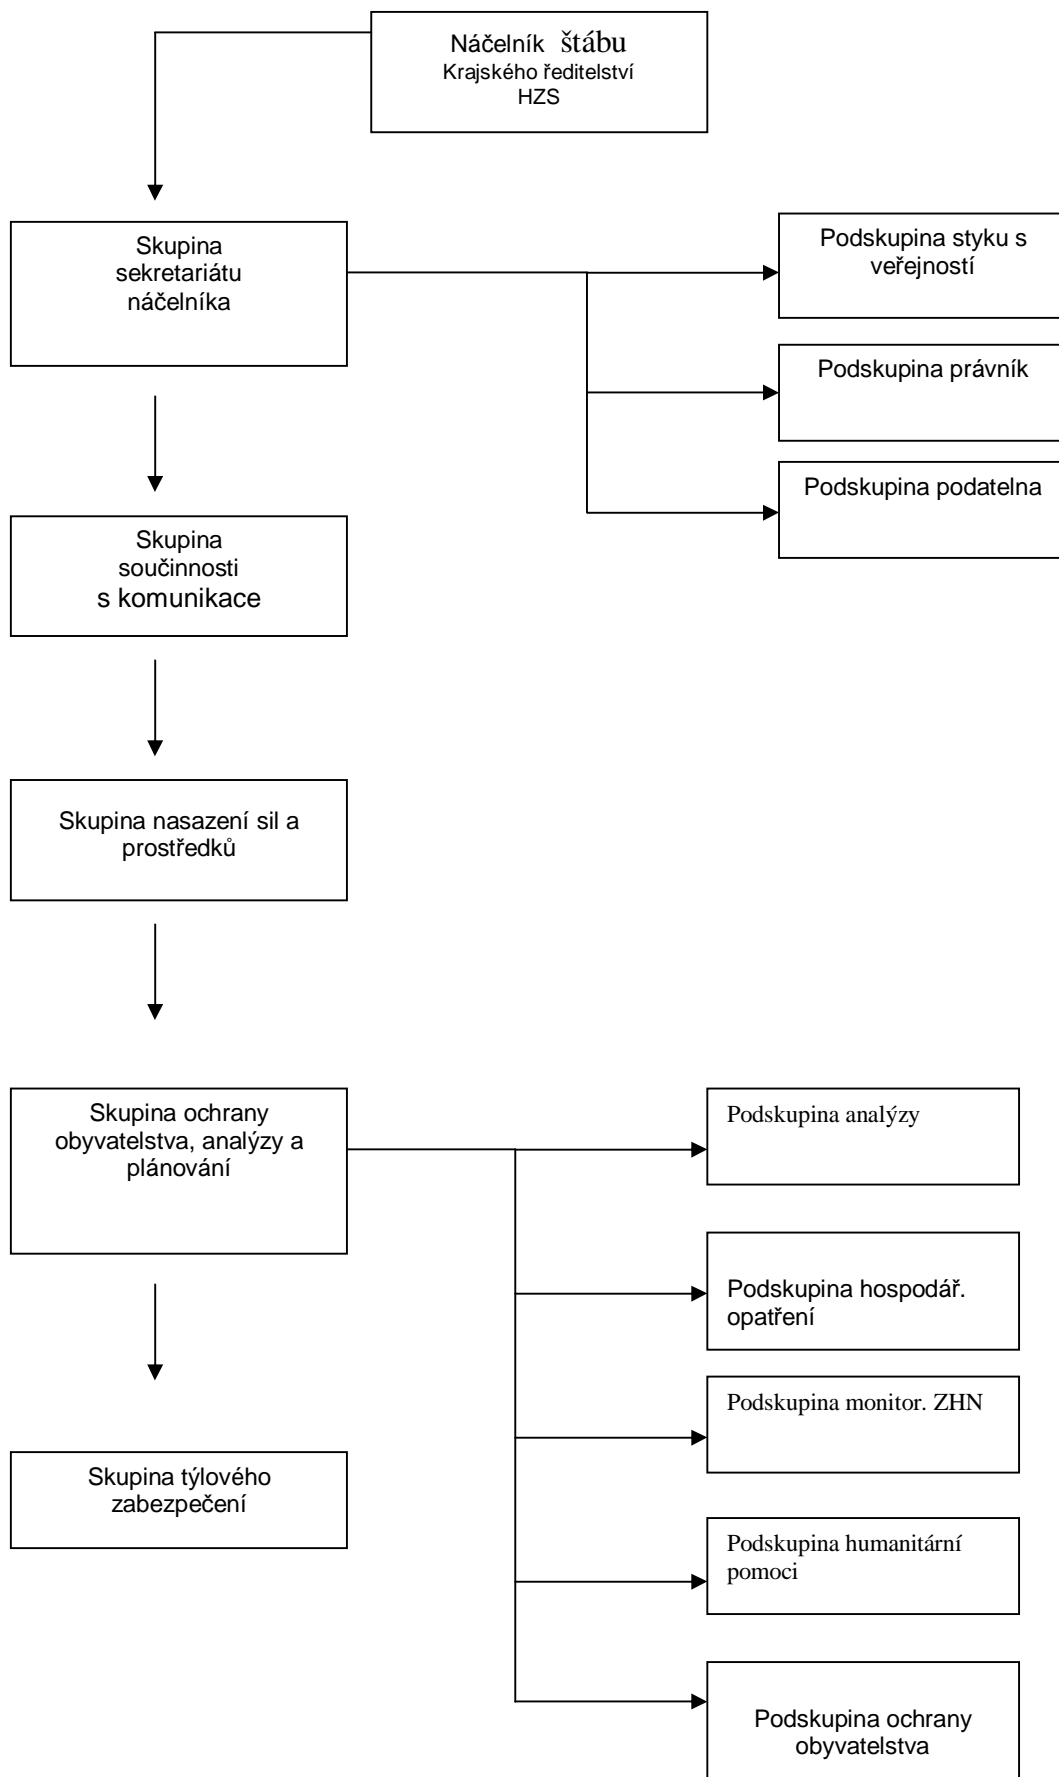 Náčelník štábu
Krajského ředitelství
HZS
Skupina
sekretariátu
náčelníka
Podskupina styku s
veřejností
Podskupina právník
Podskupina podatelna
Skupina
součinnosti
s komunikace
Skupina nasazení sil a
prostředků
Skupina ochrany
obyvatelstva, analýzy a
plánování
Podskupina analýzy
Podskupina hospodář.
opatření
Podskupina monitor. ZHN
Skupina týlového
zabezpečení
Podskupina humanitární
pomoci
Podskupina ochrany
obyvatelstva